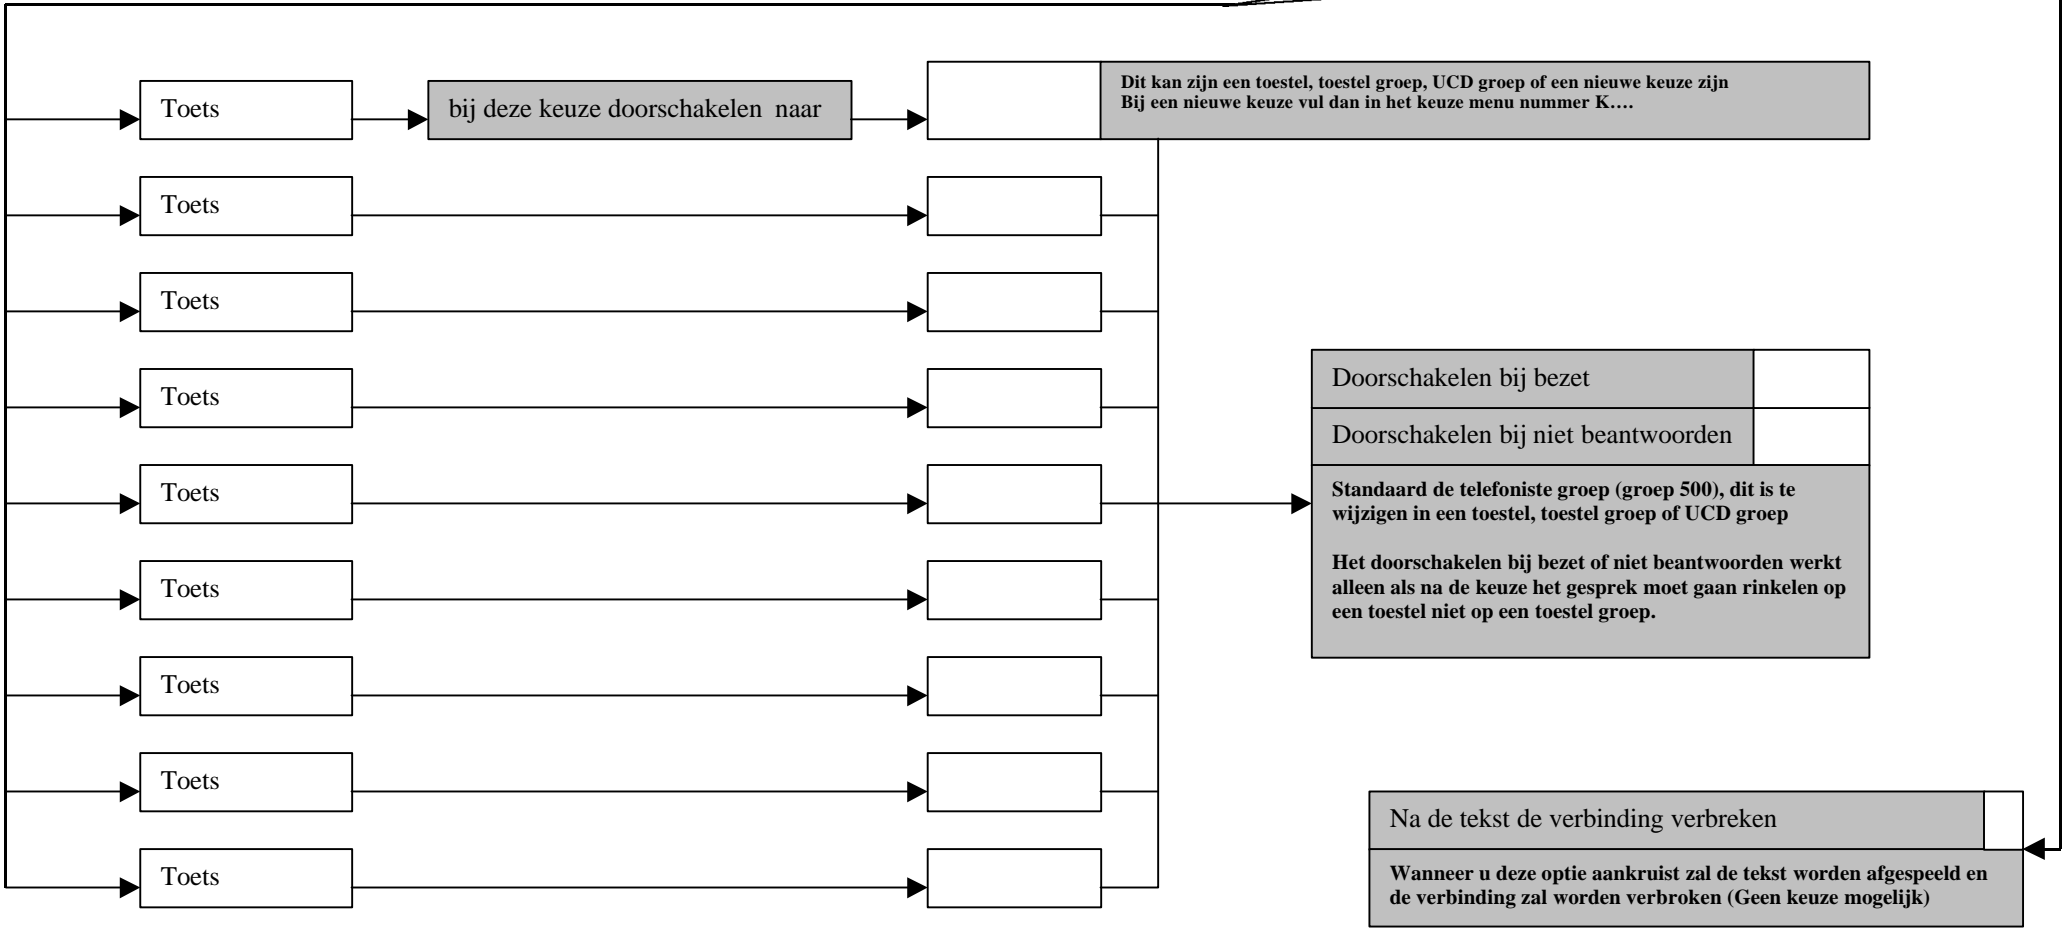 Toets
bij deze keuze doorschakelen  naar
Dit kan zijn een toestel, toestel groep, UCD groep of een nieuwe keuze zijn
Bij een nieuwe keuze vul dan in het keuze menu nummer K….
Toets
Toets
Toets
Toets
Toets
Toets
Toets
Toets
Doorschakelen bij bezet
Doorschakelen bij niet beantwoorden
Standaard de telefoniste groep (groep 500), dit is te
wijzigen in een toestel, toestel groep of UCD groep
Het doorschakelen bij bezet of niet beantwoorden werkt
alleen als na de keuze het gesprek moet gaan rinkelen op
een toestel niet op een toestel groep.
Na de tekst de verbinding verbreken
Wanneer u deze optie aankruist zal de tekst worden afgespeeld en
de verbinding zal worden verbroken (Geen keuze mogelijk)